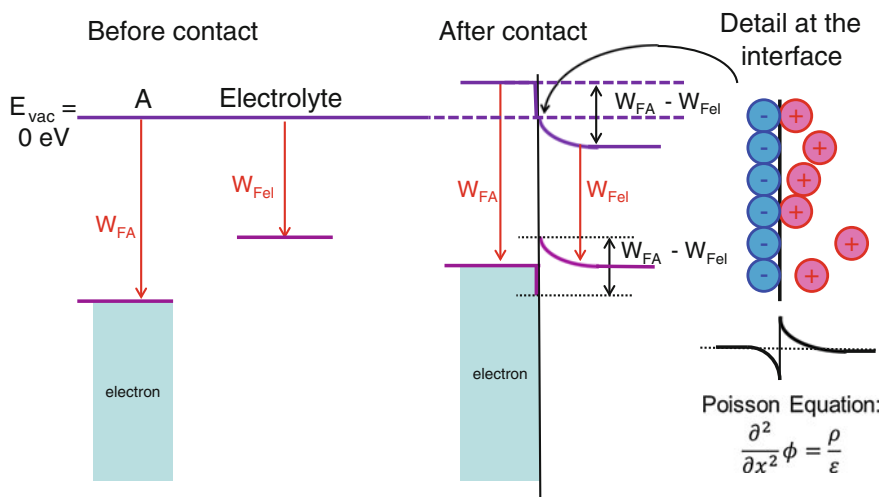 Before contact
After contact
Detail at the
interface
E_vac =
0 eV
A
Electrolyte
W_FA
W_Fel
electron
W_FA
W_Fel
W_FA - W_Fel
W_FA - W_Fel
electron
- +
- +
- +
- +
- +
- +
Poisson Equation:
∂²/∂x² ϕ = ρ/ε